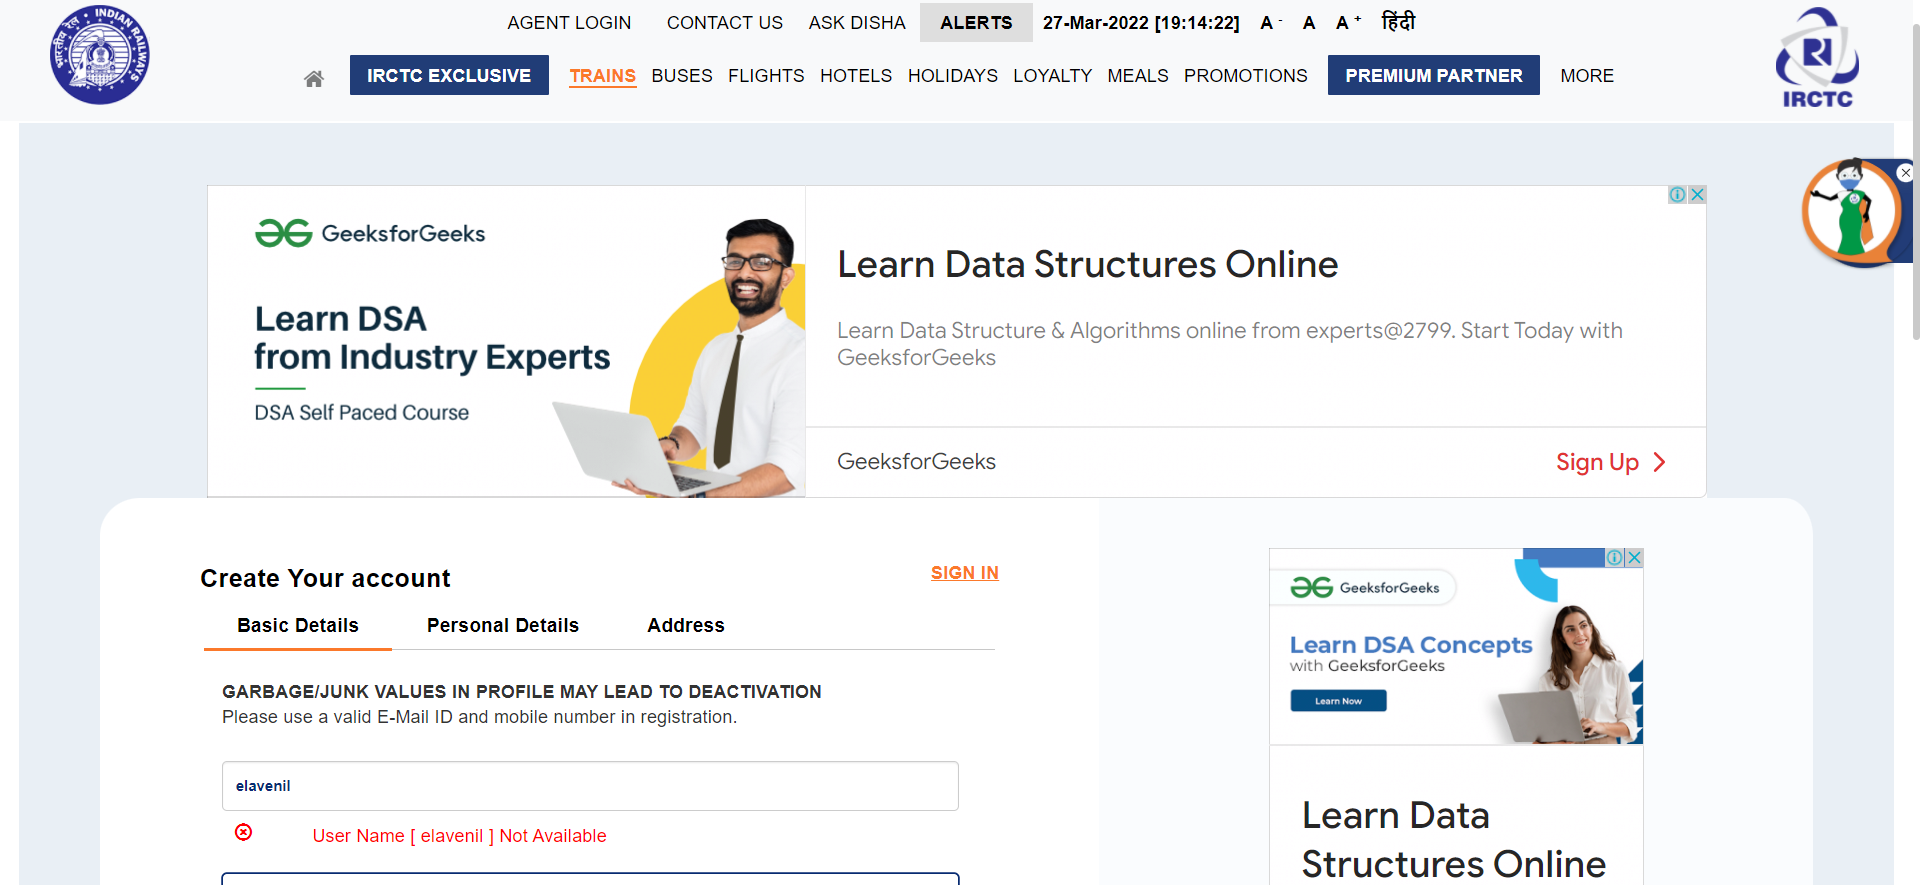 AGENT LOGIN CONTACT US ASK DISHA ALERTS 27-Mar-2022 [19:14:22] A - A A + हिंदी
IRCTC EXCLUSIVE TRAINS BUSES FLIGHTS HOTELS HOLIDAYS LOYALTY MEALS PROMOTIONS PREMIUM PARTNER MORE
भारतीय रेल INDIAN RAILWAYS
IRCTC
GeeksforGeeks
Learn DSA
from Industry Experts
DSA Self Paced Course
Learn Data Structures Online
Learn Data Structure & Algorithms online from experts@2799. Start Today with
GeeksforGeeks
GeeksforGeeks
Sign Up
Create Your account
SIGN IN
Basic Details Personal Details Address
GARBAGE/JUNK VALUES IN PROFILE MAY LEAD TO DEACTIVATION
Please use a valid E-Mail ID and mobile number in registration.
elavenil
User Name [ elavenil ] Not Available
GeeksforGeeks
Learn DSA Concepts
with GeeksforGeeks
Learn Now
Learn Data
Structures Online